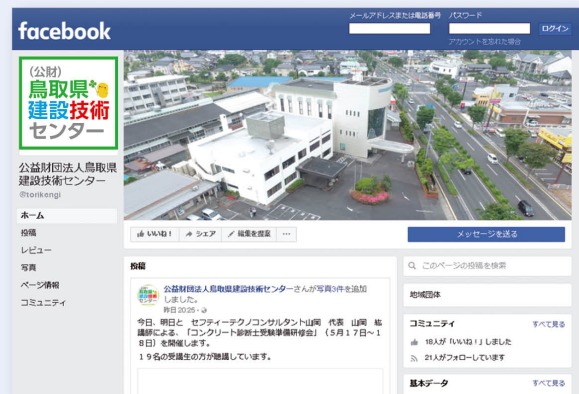 facebook
メールアドレスまたは電話番号 パスワード
ログイン
アカウントを忘れた場合
(公財)
鳥取県
建設技術
センター
公益財団法人鳥取県
建設技術センター
@torikengi
ホーム
投稿
レビュー
写真
ページ情報
コミュニティ
いいね! シェア 編集を提案 …
メッセージを送る
投稿
公益財団法人鳥取県建設技術センターさんが写真3件を追加
しました。
昨日 20:25
今日、明日と セフティーテクノコンサルタント山岡 代表 山岡 紘
講師による、「コンクリート診断士受験準備研修会」(5月17日~1
8日)を開催します。
19名の受講生の方が聴講しています。
このページの投稿を検索
地域団体
コミュニティ すべて見る
18人が「いいね!」しました
21人がフォローしています
基本データ すべて見る